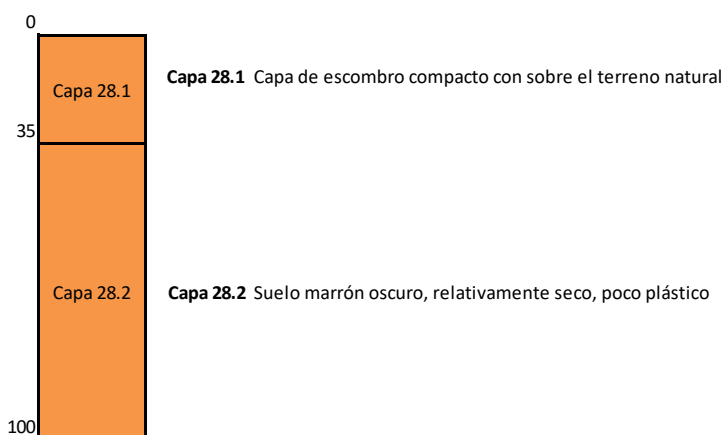 0
Capa 28.1
Capa 28.1 Capa de escombro compacto con sobre el terreno natural
35
Capa 28.2
Capa 28.2 Suelo marrón oscuro, relativamente seco, poco plástico
100